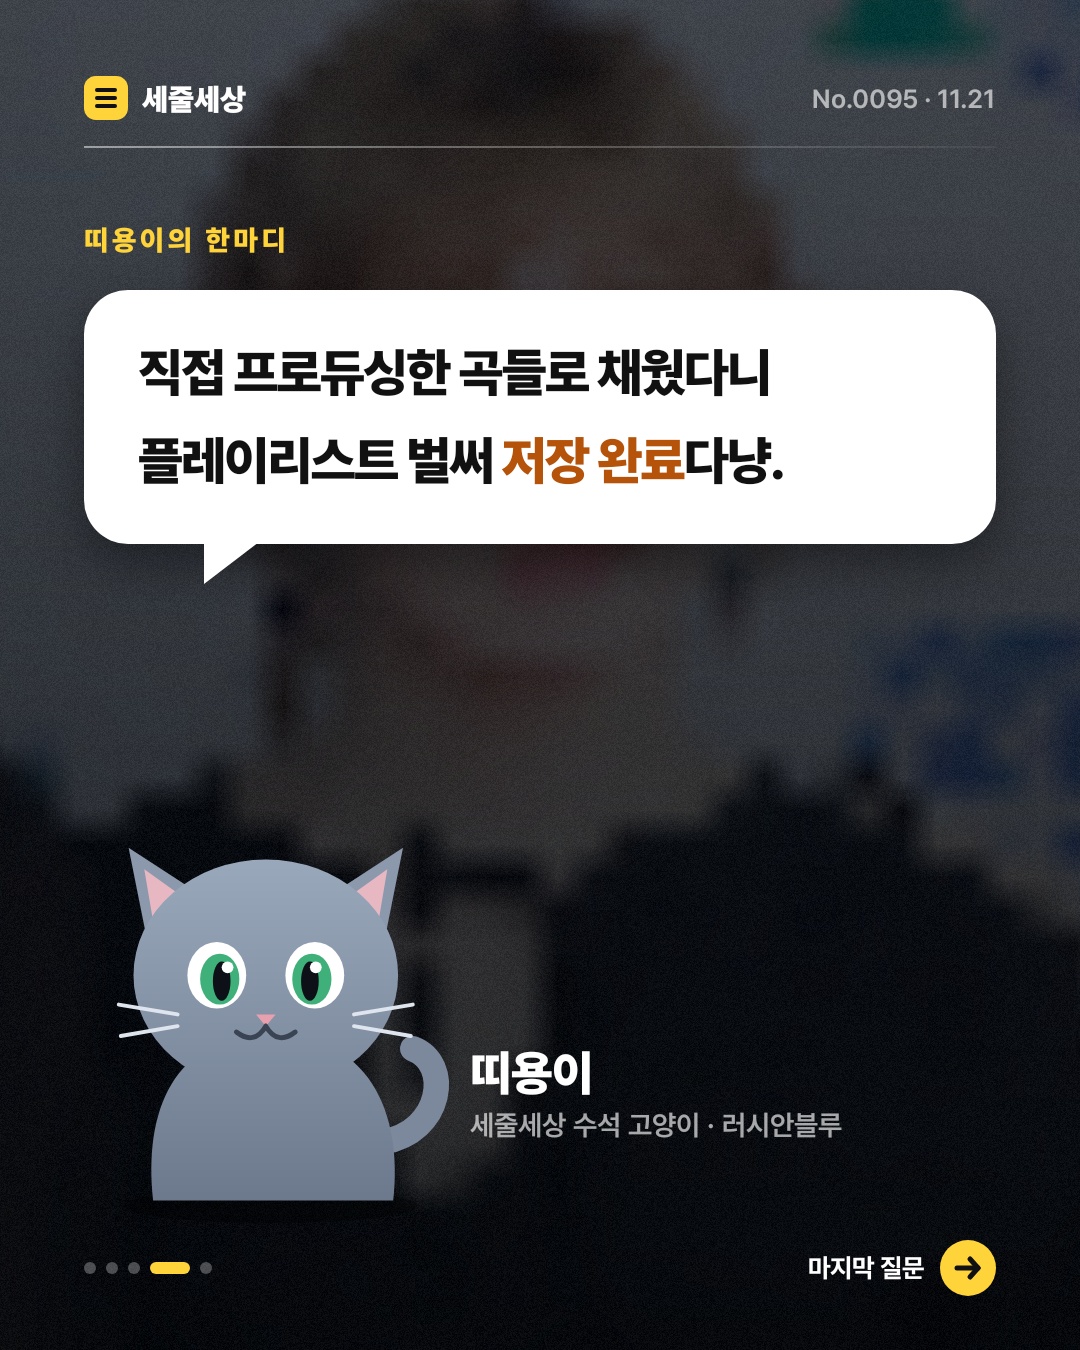 세줄세상
No.0095 · 11.21
띠용이의 한마디
직접 프로듀싱한 곡들로 채웠다니
플레이리스트 벌써 저장 완료다냥.
띠용이
세줄세상 수석 고양이 · 러시안블루
마지막 질문